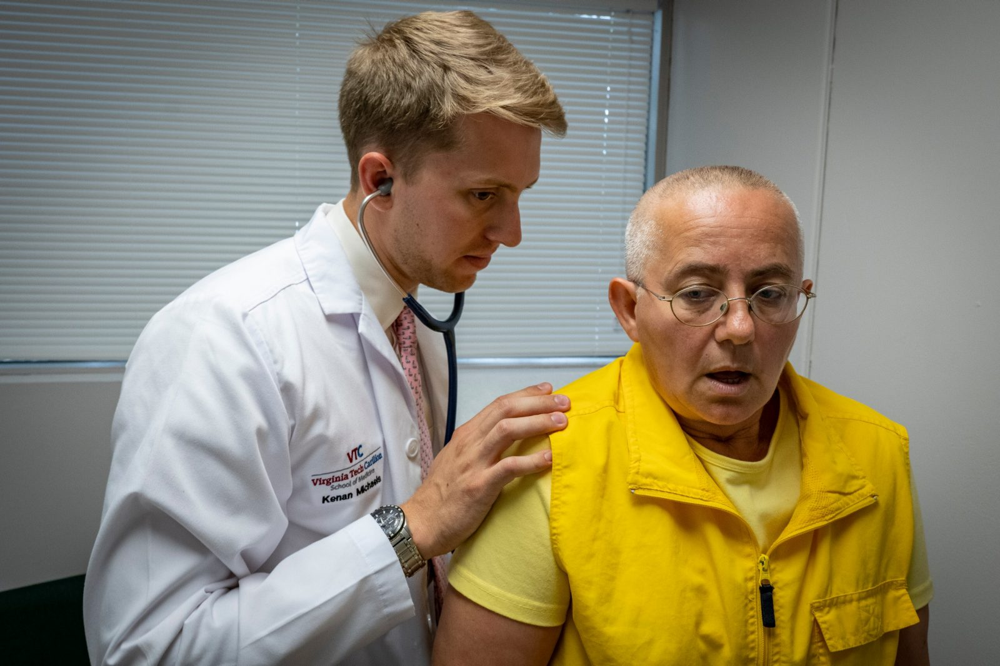 VTC
Virginia Tech Carilion
School of Medicine
Kenan Michaels